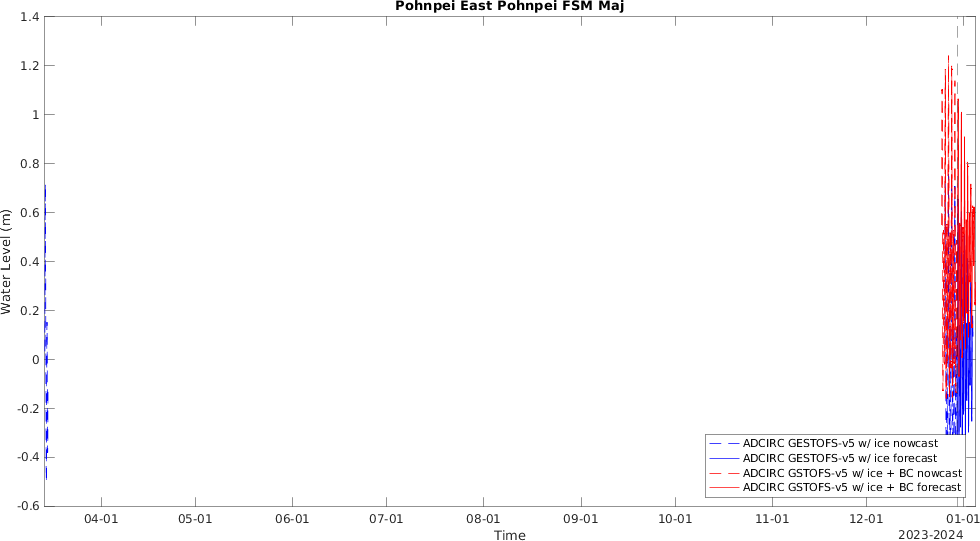 Pohnpei East Pohnpei FSM Maj
1.4
1.2
1
0.8
0.6
0.4
0.2
0
-0.2
-0.4
-0.6
Water Level (m)
ADCIRC GESTOFS-v5 w/ ice nowcast
ADCIRC GESTOFS-v5 w/ ice forecast
ADCIRC GSTOFS-v5 w/ ice + BC nowcast
ADCIRC GSTOFS-v5 w/ ice + BC forecast
04-01 05-01 06-01 07-01 08-01 09-01 10-01 11-01 12-01 01-01
Time
2023-2024